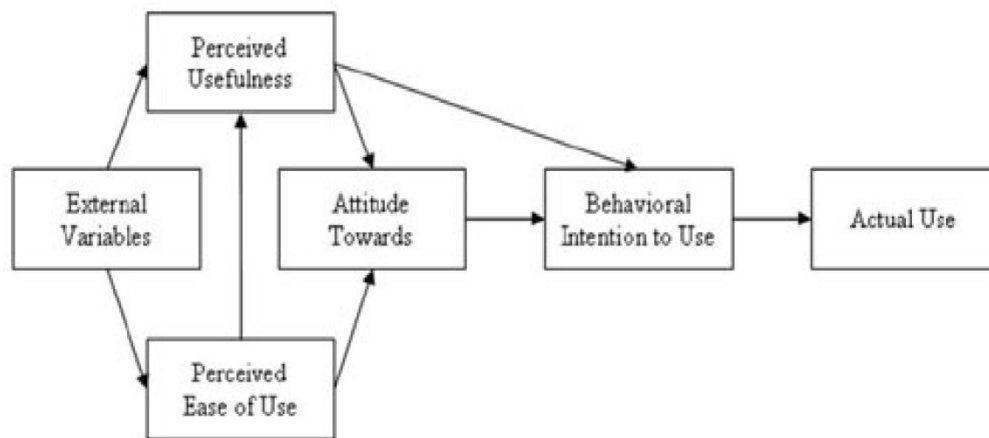 Perceived
Usefulness
External
Variables
Attitude
Towards
Behavioral
Intention to Use
Actual Use
Perceived
Ease of Use